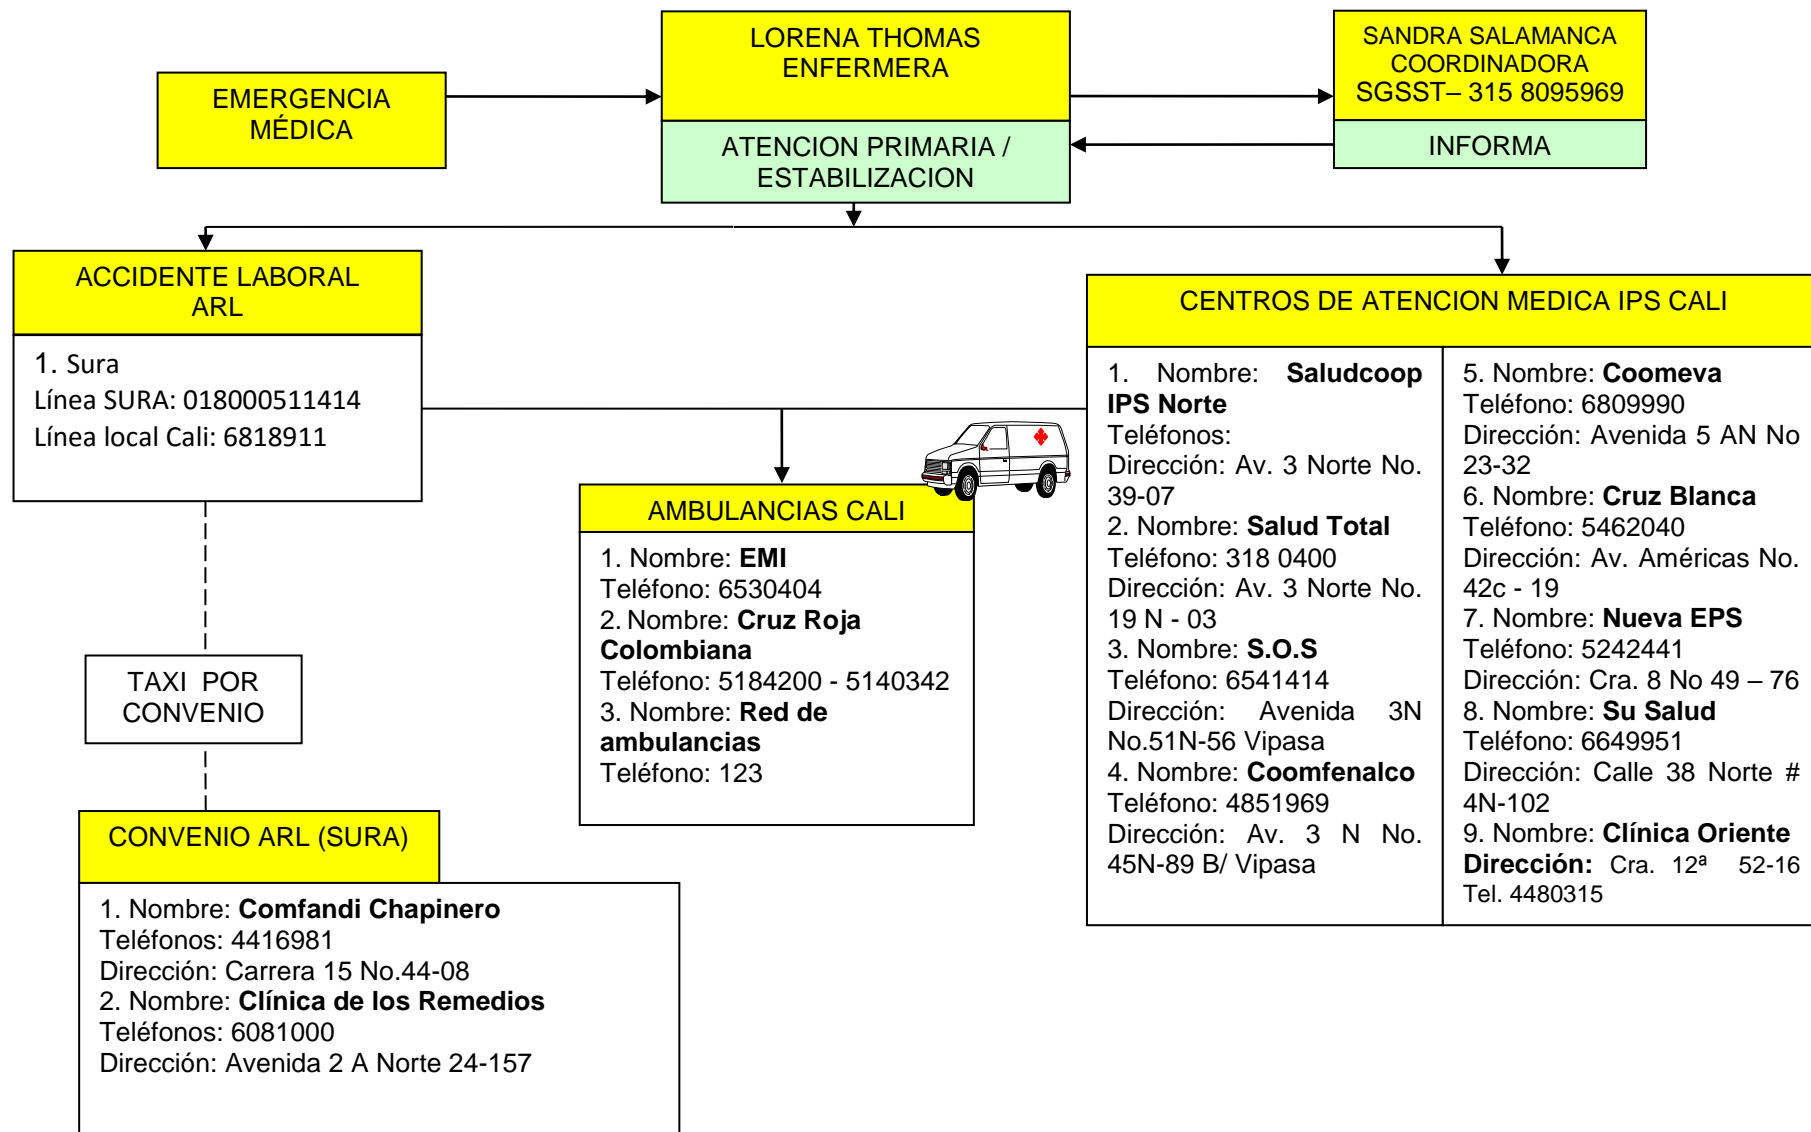 LORENA THOMAS
ENFERMERA
SANDRA SALAMANCA
COORDINADORA
SGSST– 315 8095969
EMERGENCIA
MÉDICA
ATENCION PRIMARIA /
ESTABILIZACION
INFORMA
ACCIDENTE LABORAL
ARL
1. Sura
Línea SURA: 018000511414
Línea local Cali: 6818911
CENTROS DE ATENCION MEDICA IPS CALI
1. Nombre: Saludcoop
IPS Norte
Teléfonos:
Dirección: Av. 3 Norte No.
39-07
2. Nombre: Salud Total
Teléfono: 318 0400
Dirección: Av. 3 Norte No.
19 N - 03
3. Nombre: S.O.S
Teléfono: 6541414
Dirección: Avenida 3N
No.51N-56 Vipasa
4. Nombre: Coomfenalco
Teléfono: 4851969
Dirección: Av. 3 N No.
45N-89 B/ Vipasa
5. Nombre: Coomeva
Teléfono: 6809990
Dirección: Avenida 5 AN No
23-32
6. Nombre: Cruz Blanca
Teléfono: 5462040
Dirección: Av. Américas No.
42c - 19
7. Nombre: Nueva EPS
Teléfono: 5242441
Dirección: Cra. 8 No 49 – 76
8. Nombre: Su Salud
Teléfono: 6649951
Dirección: Calle 38 Norte #
4N-102
9. Nombre: Clínica Oriente
Dirección: Cra. 12ª 52-16
Tel. 4480315
AMBULANCIAS CALI
1. Nombre: EMI
Teléfono: 6530404
2. Nombre: Cruz Roja
Colombiana
Teléfono: 5184200 - 5140342
3. Nombre: Red de
ambulancias
Teléfono: 123
TAXI POR
CONVENIO
CONVENIO ARL (SURA)
1. Nombre: Comfandi Chapinero
Teléfonos: 4416981
Dirección: Carrera 15 No.44-08
2. Nombre: Clínica de los Remedios
Teléfonos: 6081000
Dirección: Avenida 2 A Norte 24-157